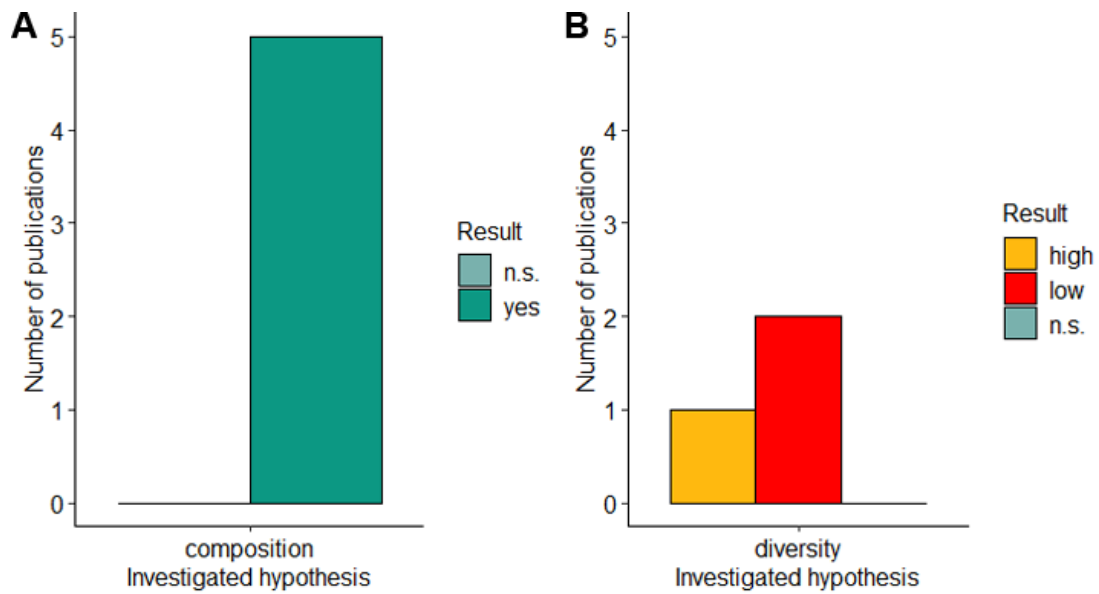 A
Number of publications
5
4
3
2
1
0
composition
Investigated hypothesis
Result
n.s.
yes
B
Number of publications
5
4
3
2
1
0
diversity
Investigated hypothesis
Result
high
low
n.s.